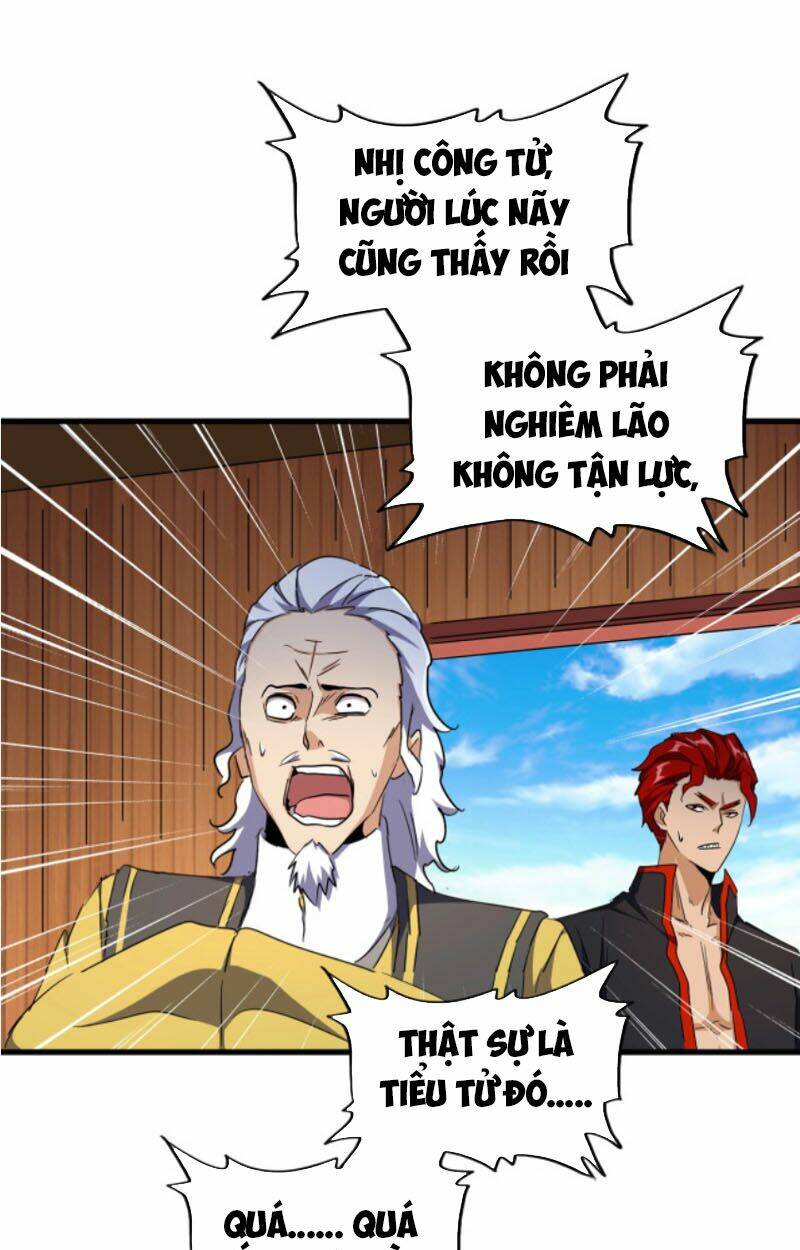 NHỊ CÔNG TỬ,
NGƯỜI LÚC NÃY
CŨNG THẤY RỒI
KHÔNG PHẢI
NGHIÊM LÃO
KHÔNG TẬN LỰC,
THẬT SỰ LÀ
TIỂU TỬ ĐÓ.....
QUÁ...... QUÁ